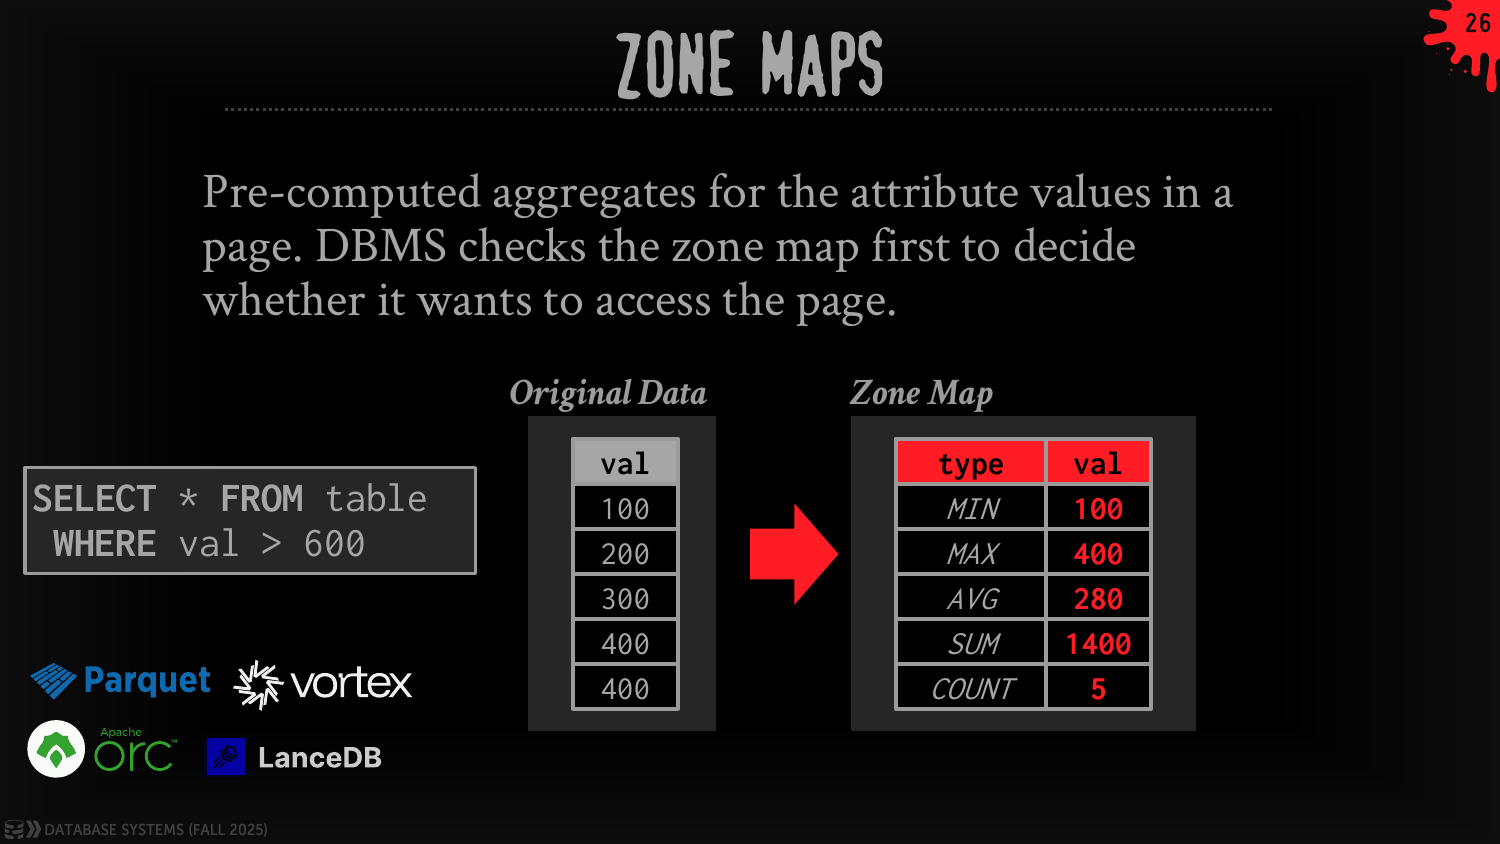 26
ZONE MAPS
Pre-computed aggregates for the attribute values in a
page. DBMS checks the zone map first to decide
whether it wants to access the page.
SELECT * FROM table
WHERE val > 600
Original Data
val
100
200
300
400
400
Zone Map
type val
MIN 100
MAX 400
AVG 280
SUM 1400
COUNT 5
Parquet
vortex
Apache
orc™
LanceDB
DATABASE SYSTEMS (FALL 2025)